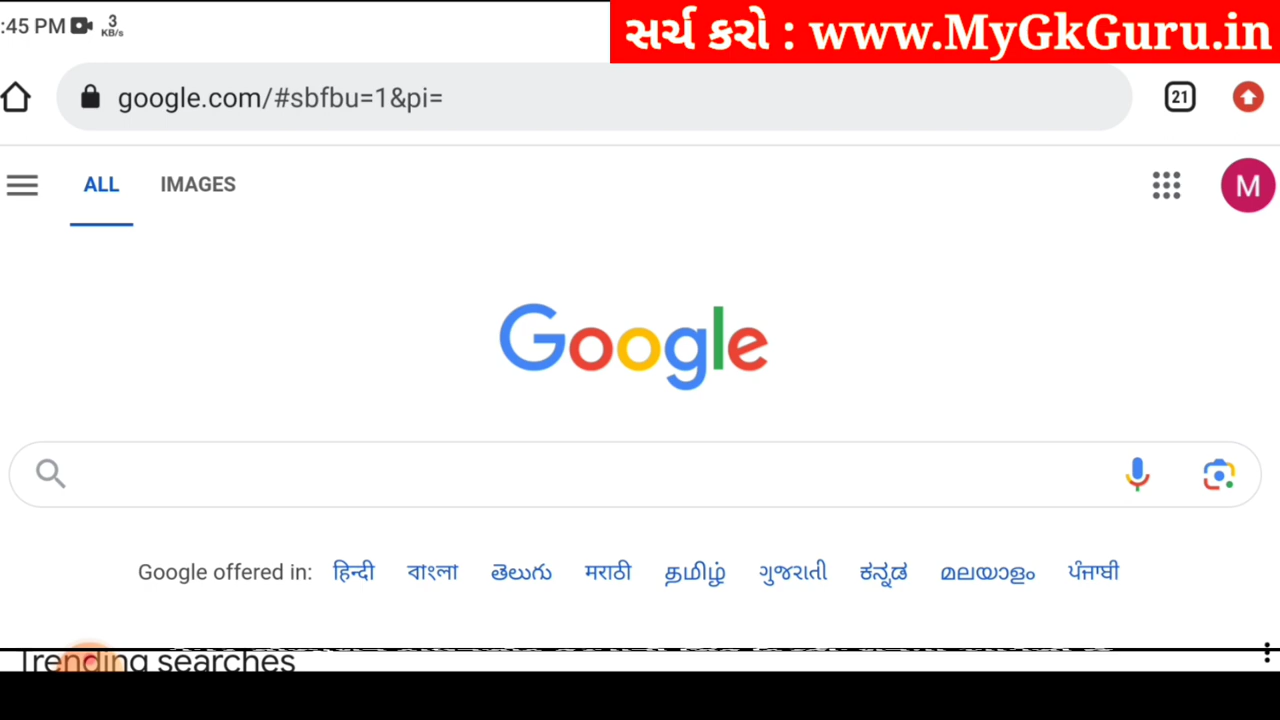 :45 PM 3 KB/s
સર્ચ કરો : www.MyGkGuru.in
google.com/#sbfbu=1&pi=
21
ALL IMAGES
M
Google
Google offered in: हिन्दी বাংলা తెలుగు मराठी தமிழ் ગુજરાતી ಕನ್ನಡ മലയാളം ਪੰਜਾਬੀ
Trending searches